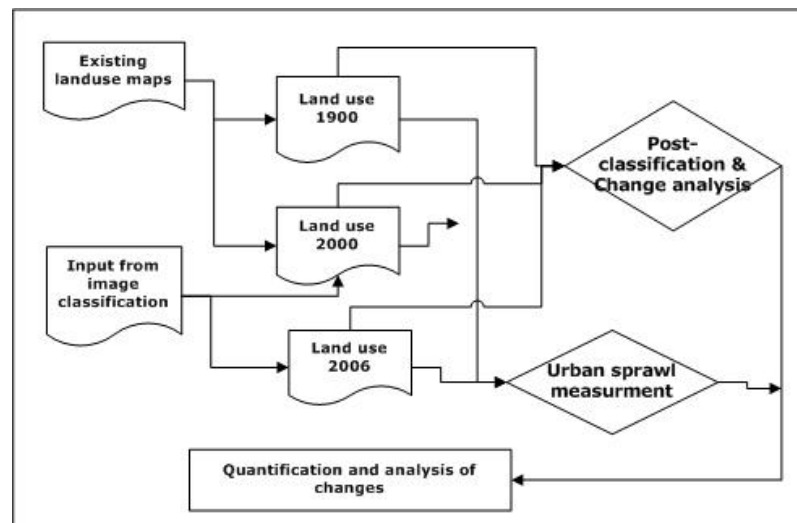 Existing
landuse maps
Land use
1900
Post-
classification &
Change analysis
Land use
2000
Input from
image
classification
Land use
2006
Urban sprawl
measurment
Quantification and analysis of
changes